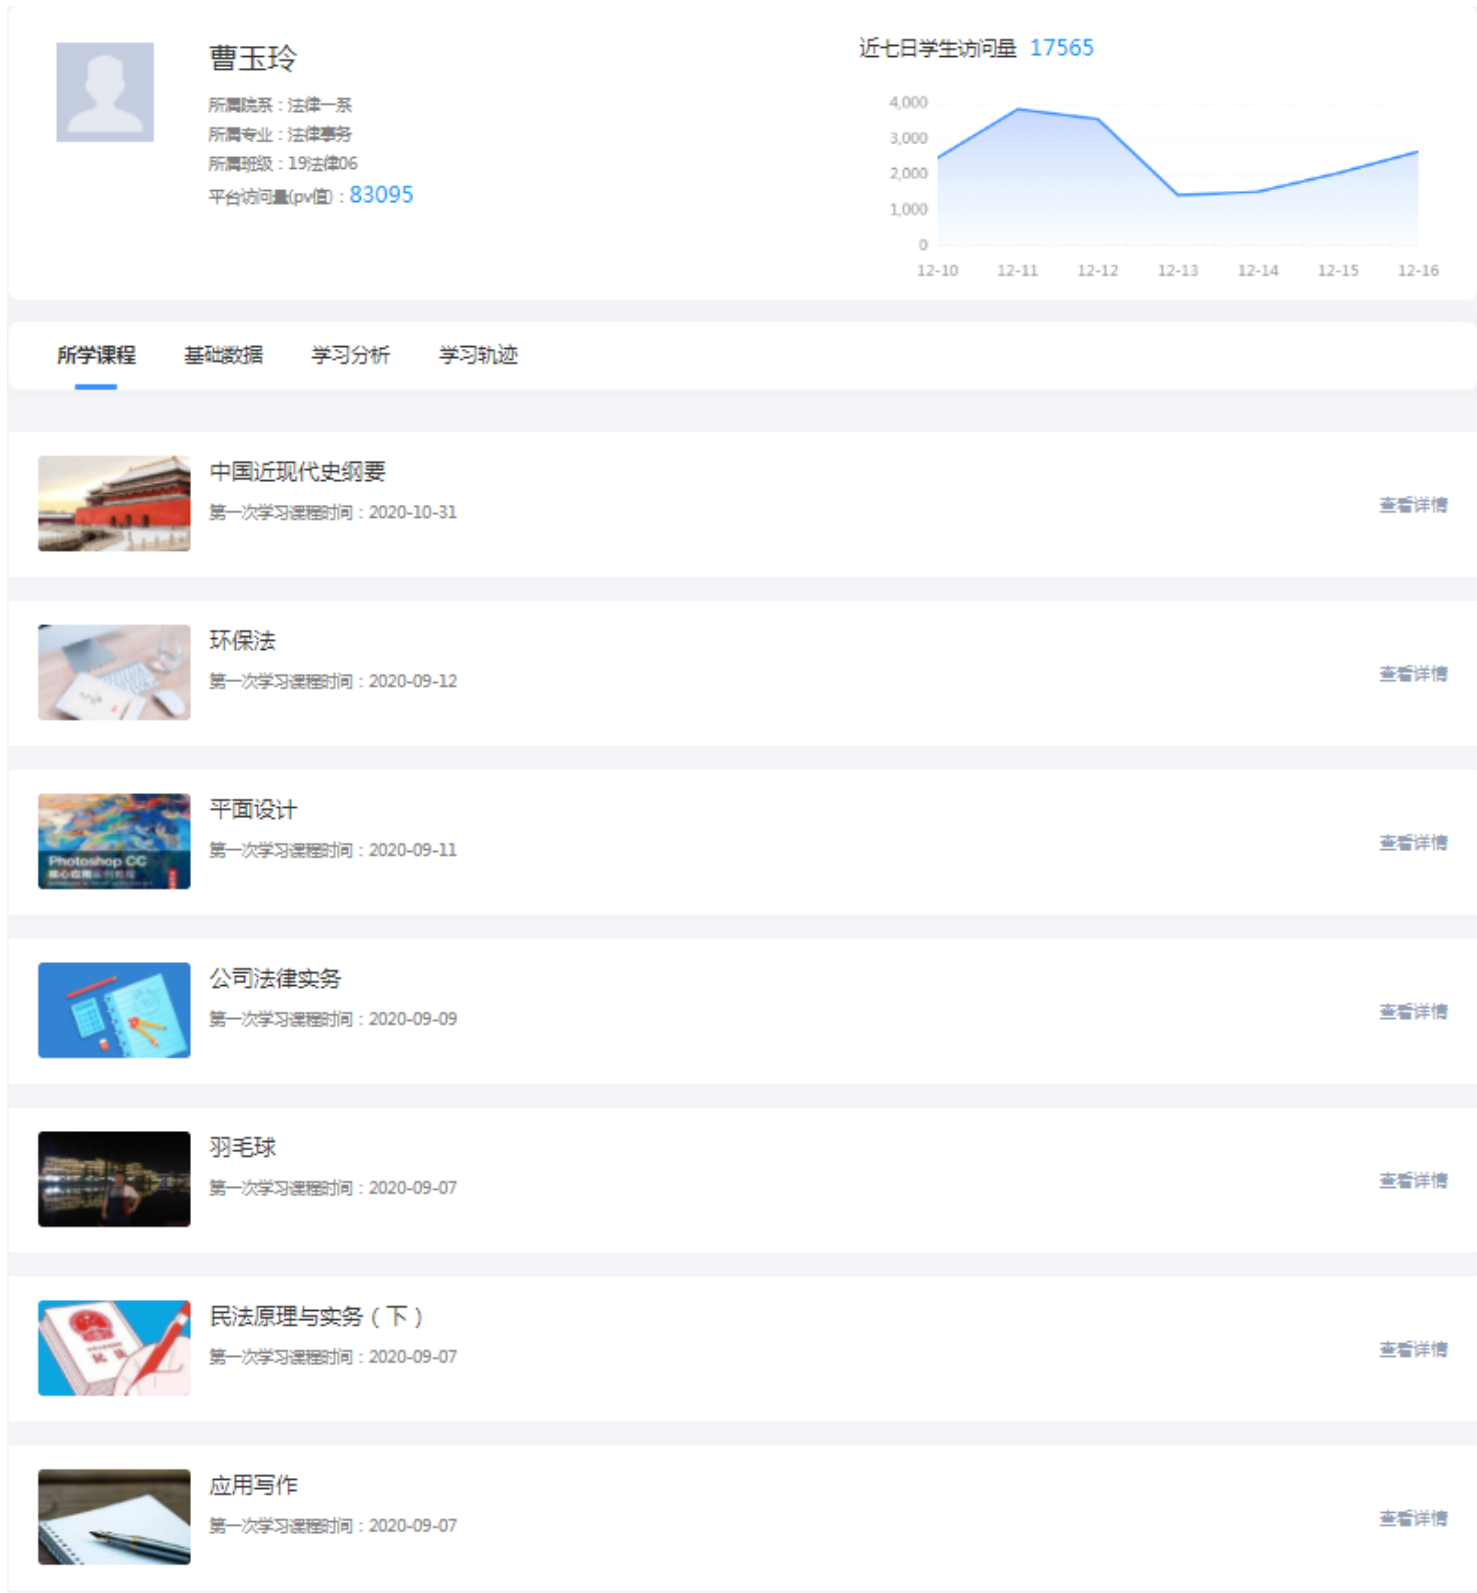 曹玉玲
所属院系：法律一系
所属专业：法律事务
所属班级：19法律06
平台访问量(pv值)：83095
近七日学生访问量 17565
4,000
3,000
2,000
1,000
0
12-10 12-11 12-12 12-13 12-14 12-15 12-16
所学课程 基础数据 学习分析 学习轨迹
中国近现代史纲要
第一次学习课程时间：2020-10-31
查看详情
环保法
第一次学习课程时间：2020-09-12
查看详情
Photoshop CC
核心应用案例教程
平面设计
第一次学习课程时间：2020-09-11
查看详情
公司法律实务
第一次学习课程时间：2020-09-09
查看详情
羽毛球
第一次学习课程时间：2020-09-07
查看详情
民法
民法原理与实务（下）
第一次学习课程时间：2020-09-07
查看详情
应用写作
第一次学习课程时间：2020-09-07
查看详情